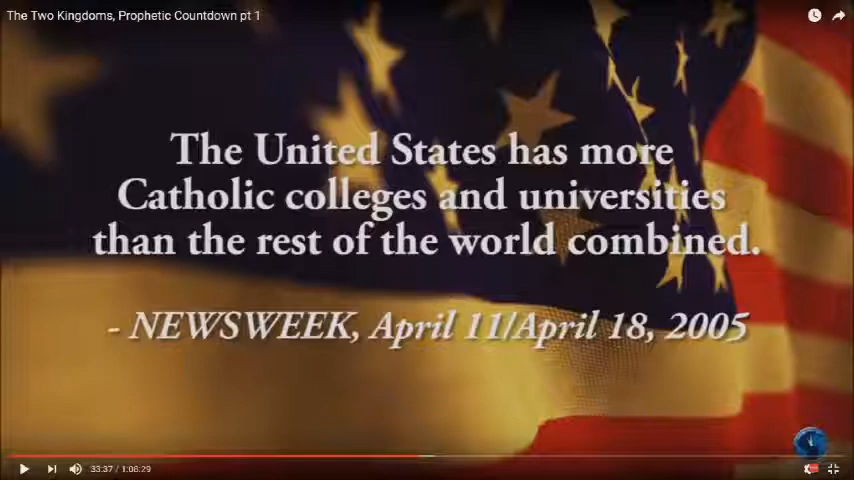 The Two Kingdoms, Prophetic Countdown pt 1
The United States has more
Catholic colleges and universities
than the rest of the world combined.
- NEWSWEEK, April 11/April 18, 2005
33:37 / 1:08:29